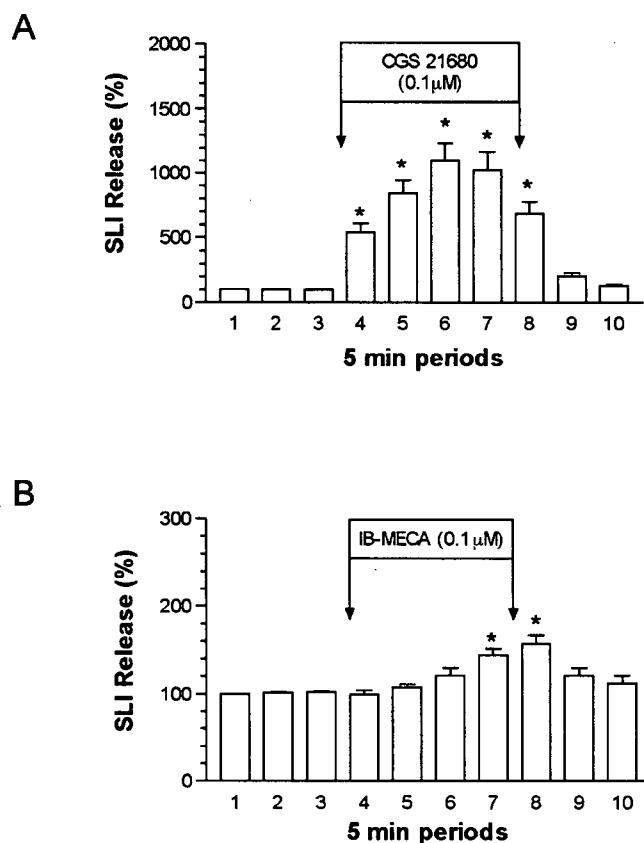 A
2000
CGS 21680
(0.1µM)
1500
* *
1000
* * *
500
0
SLI Release (%)
1 2 3 4 5 6 7 8 9 10
5 min periods
B
300
IB-MECA (0.1µM)
200
* *
100
0
SLI Release (%)
1 2 3 4 5 6 7 8 9 10
5 min periods